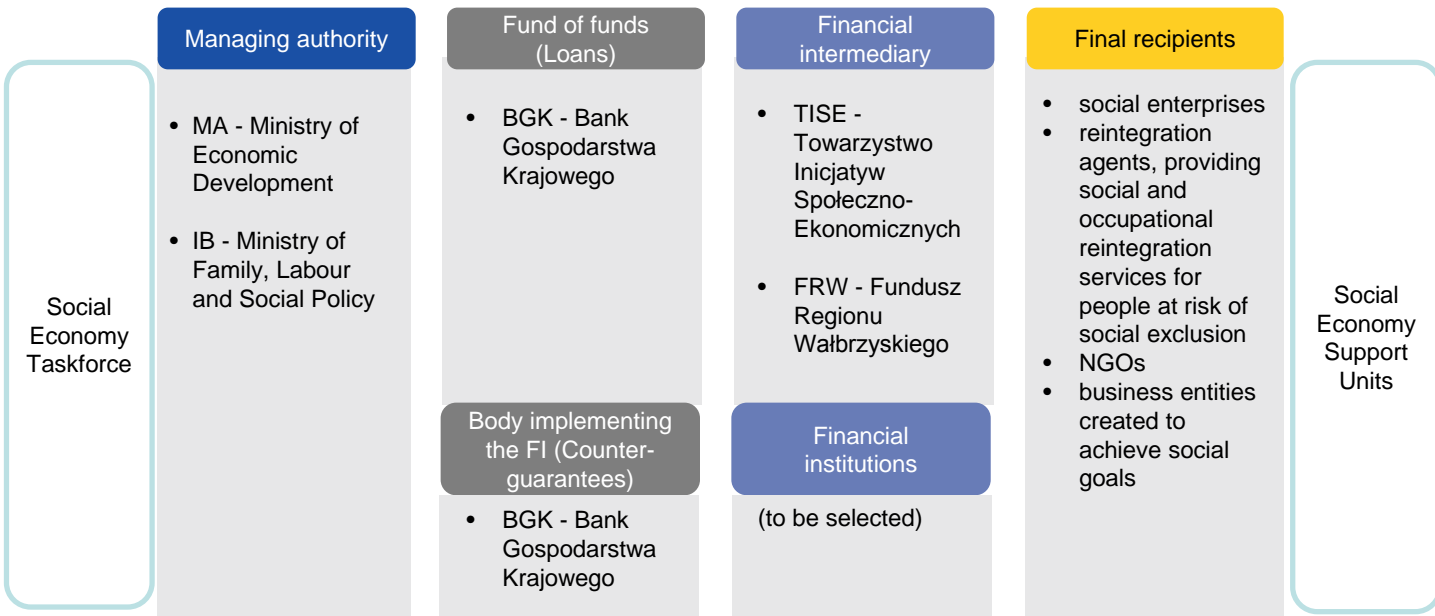 Social
Economy
Taskforce
Managing authority
• MA - Ministry of
Economic
Development
• IB - Ministry of
Family, Labour
and Social Policy
Fund of funds
(Loans)
• BGK - Bank
Gospodarstwa
Krajowego
Body implementing
the FI (Counter-
guarantees)
• BGK - Bank
Gospodarstwa
Krajowego
Financial
intermediary
• TISE -
Towarzystwo
Inicjatyw
Społeczno-
Ekonomicznych
• FRW - Fundusz
Regionu
Wałbrzyskiego
Financial
institutions
(to be selected)
Final recipients
• social enterprises
• reintegration
agents, providing
social and
occupational
reintegration
services for
people at risk of
social exclusion
• NGOs
• business entities
created to
achieve social
goals
Social
Economy
Support
Units